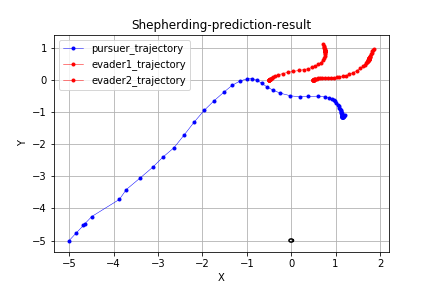 Shepherding-prediction-result
pursuer_trajectory
evader1_trajectory
evader2_trajectory
Y
1
0
−1
−2
−3
−4
−5
−5
−4
−3
−2
−1
0
1
2
X